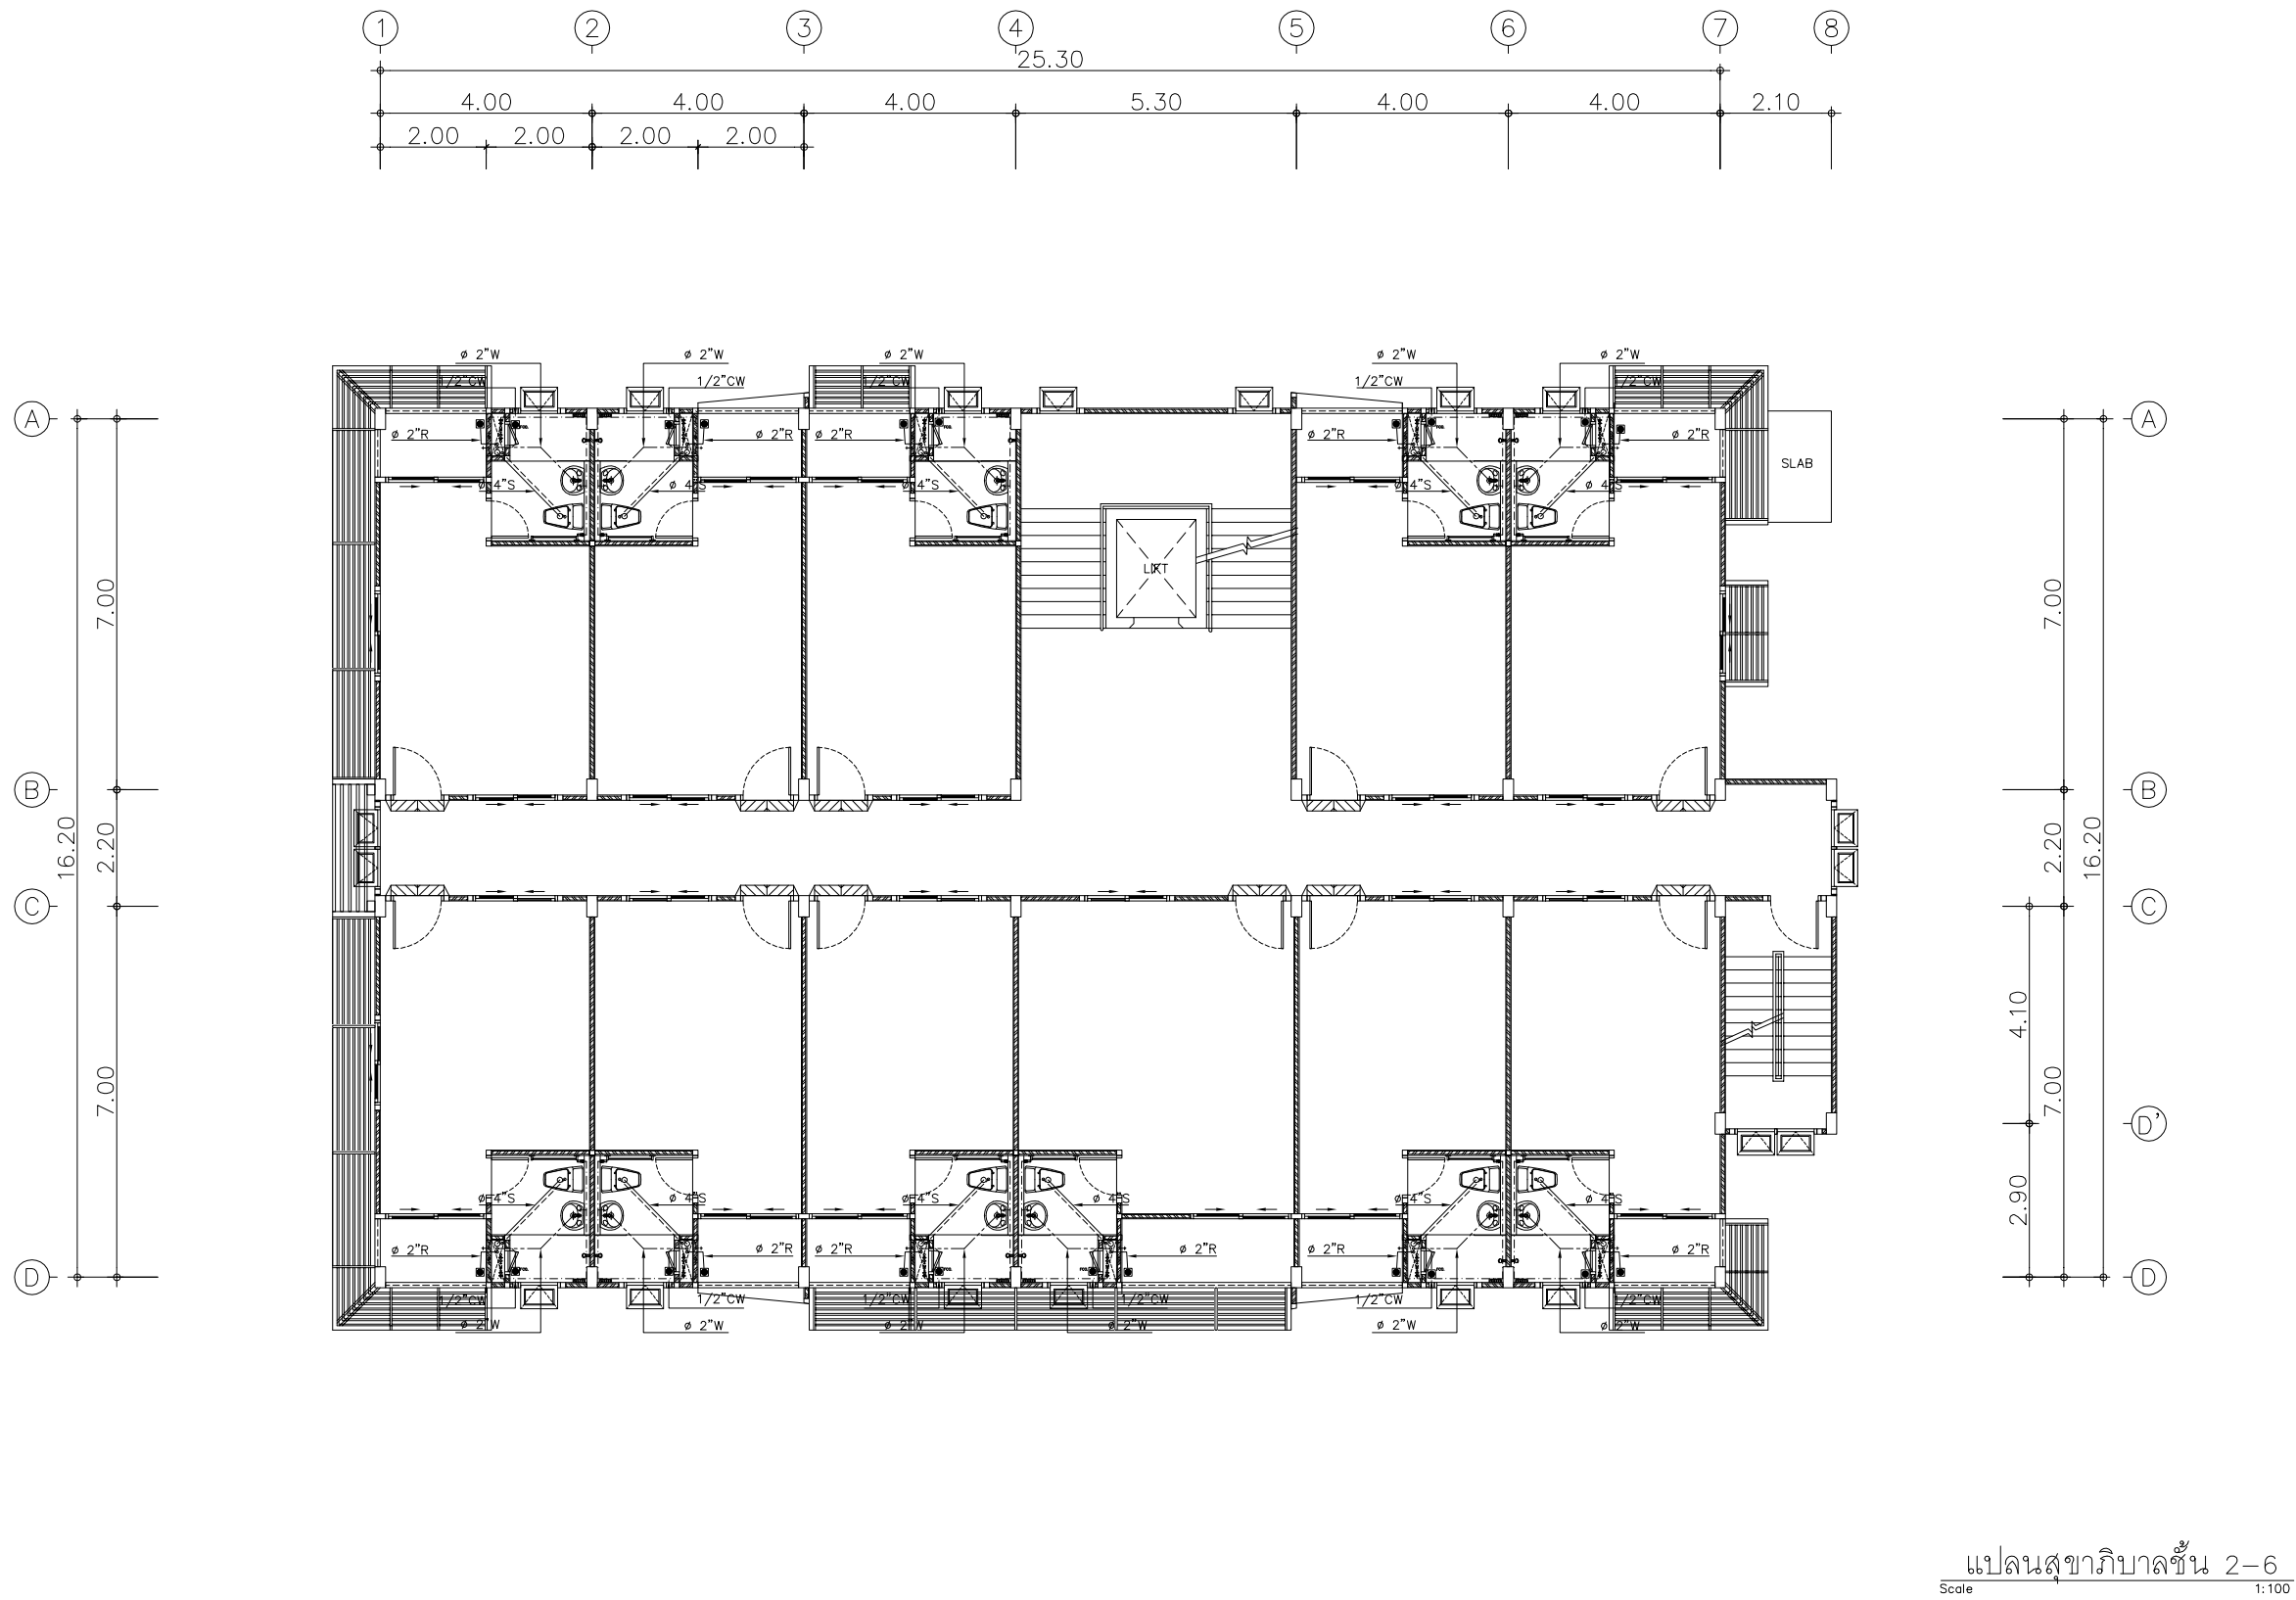 1 2 3 4 5 6 7 8
25.30
4.00 4.00 4.00 5.30 4.00 4.00 2.10
2.00 2.00 2.00 2.00
ø 2"W ø 2"W ø 2"W ø 2"W ø 2"W
1/2"CW 1/2"CW 1/2"CW 1/2"CW 1/2"CW
A A
ø 2"R ø 2"R ø 2"R ø 2"R ø 2"R
SLAB
ø 4"S ø 4"S ø 4"S ø 4"S ø 4"S
LIFT
7.00 7.00
B B
16.20 2.20 2.20 16.20
C C
4.10
7.00 7.00
D'
ø 4"S ø 4"S ø 4"S ø 4"S ø 4"S ø 4"S
2.90
ø 2"R ø 2"R ø 2"R ø 2"R ø 2"R ø 2"R
D D
1/2"CW 1/2"CW 1/2"CW 1/2"CW 1/2"CW 1/2"CW
ø 2"W ø 2"W ø 2"W ø 2"W ø 2"W ø 2"W
แปลนสุขาภิบาลชั้น 2-6
Scale 1:100